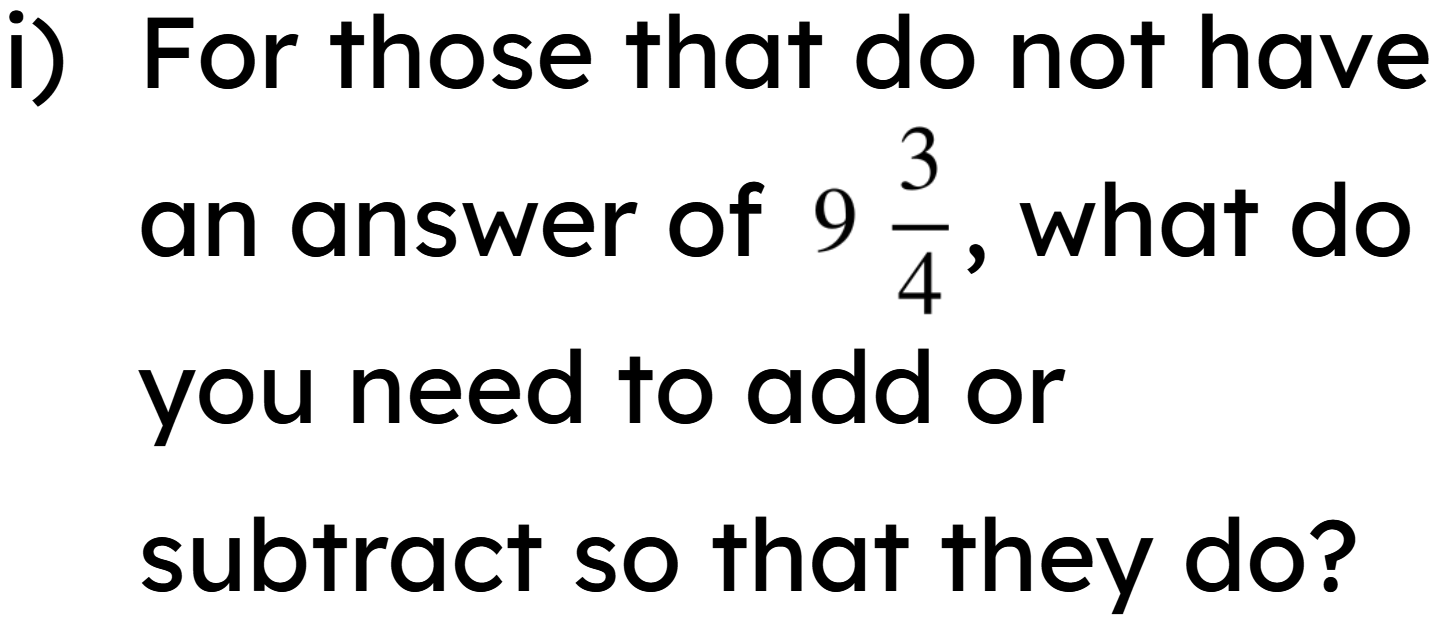 i) For those that do not have
an answer of 9 3/4, what do
you need to add or
subtract so that they do?